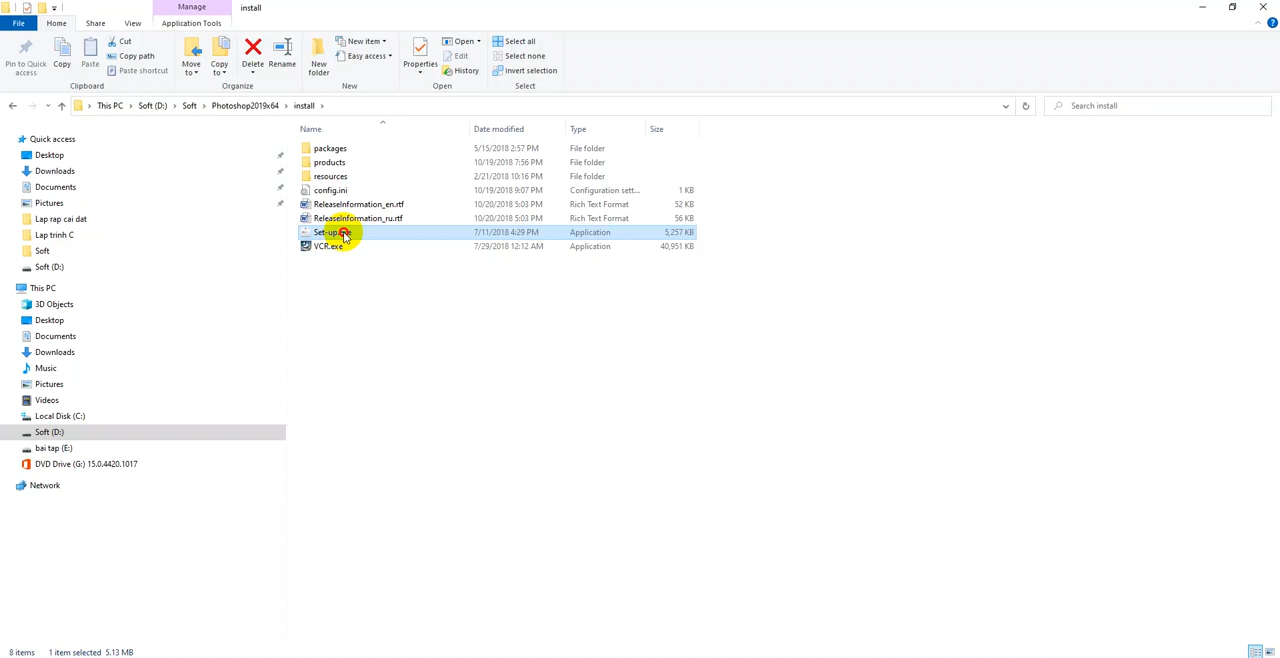 Manage
install
File
Home
Share
View
Application Tools
Pin to Quick access
Copy
Paste
Cut
Copy path
Paste shortcut
Clipboard
Move to
Copy to
Delete
Rename
Organize
New folder
New item
Easy access
New
Properties
Open
Edit
History
Open
Select all
Select none
Invert selection
Select
This PC > Soft (D:) > Soft > Photoshop2019x64 > install >
Search install
Name Date modified Type Size
packages 5/15/2018 2:57 PM File folder
products 10/19/2018 7:56 PM File folder
resources 2/21/2018 10:16 PM File folder
config.ini 10/19/2018 9:07 PM Configuration sett... 1 KB
ReleaseInformation_en.rtf 10/20/2018 5:03 PM Rich Text Format 52 KB
ReleaseInformation_ru.rtf 10/20/2018 5:03 PM Rich Text Format 56 KB
Set-up.exe 7/11/2018 4:29 PM Application 5,257 KB
VCR.exe 7/29/2018 12:12 AM Application 40,951 KB
Quick access
Desktop
Downloads
Documents
Pictures
Lap rap cai dat
Lap trinh C
Soft
Soft (D:)
This PC
3D Objects
Desktop
Documents
Downloads
Music
Pictures
Videos
Local Disk (C:)
Soft (D:)
bai tap (E:)
DVD Drive (G:) 15.0.4420.1017
Network
8 items 1 item selected 5.13 MB